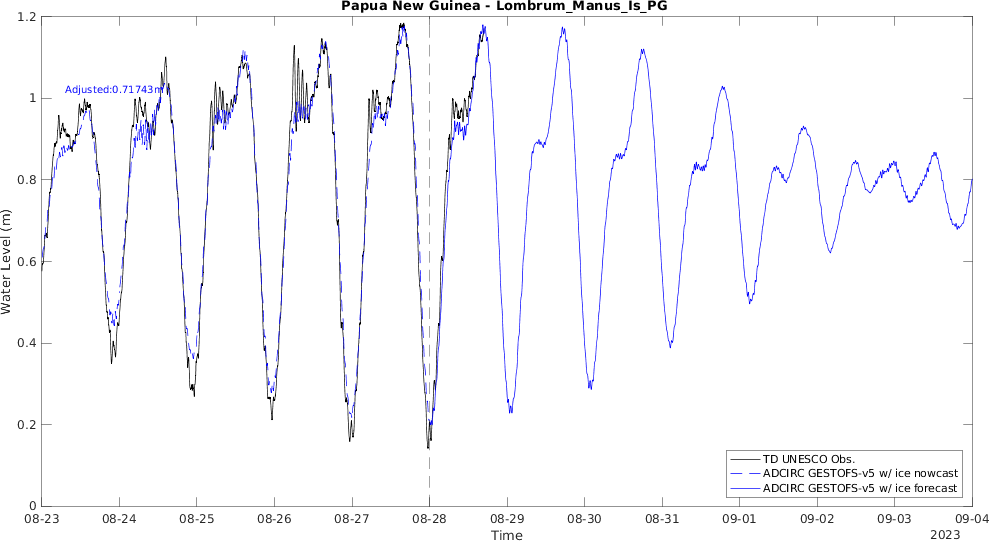 Papua New Guinea - Lombrum_Manus_Is_PG
Water Level (m)
1.2
1
0.8
0.6
0.4
0.2
0
Adjusted:0.71743m
TD UNESCO Obs.
ADCIRC GESTOFS-v5 w/ ice nowcast
ADCIRC GESTOFS-v5 w/ ice forecast
08-23 08-24 08-25 08-26 08-27 08-28 08-29 08-30 08-31 09-01 09-02 09-03 09-04
Time
2023